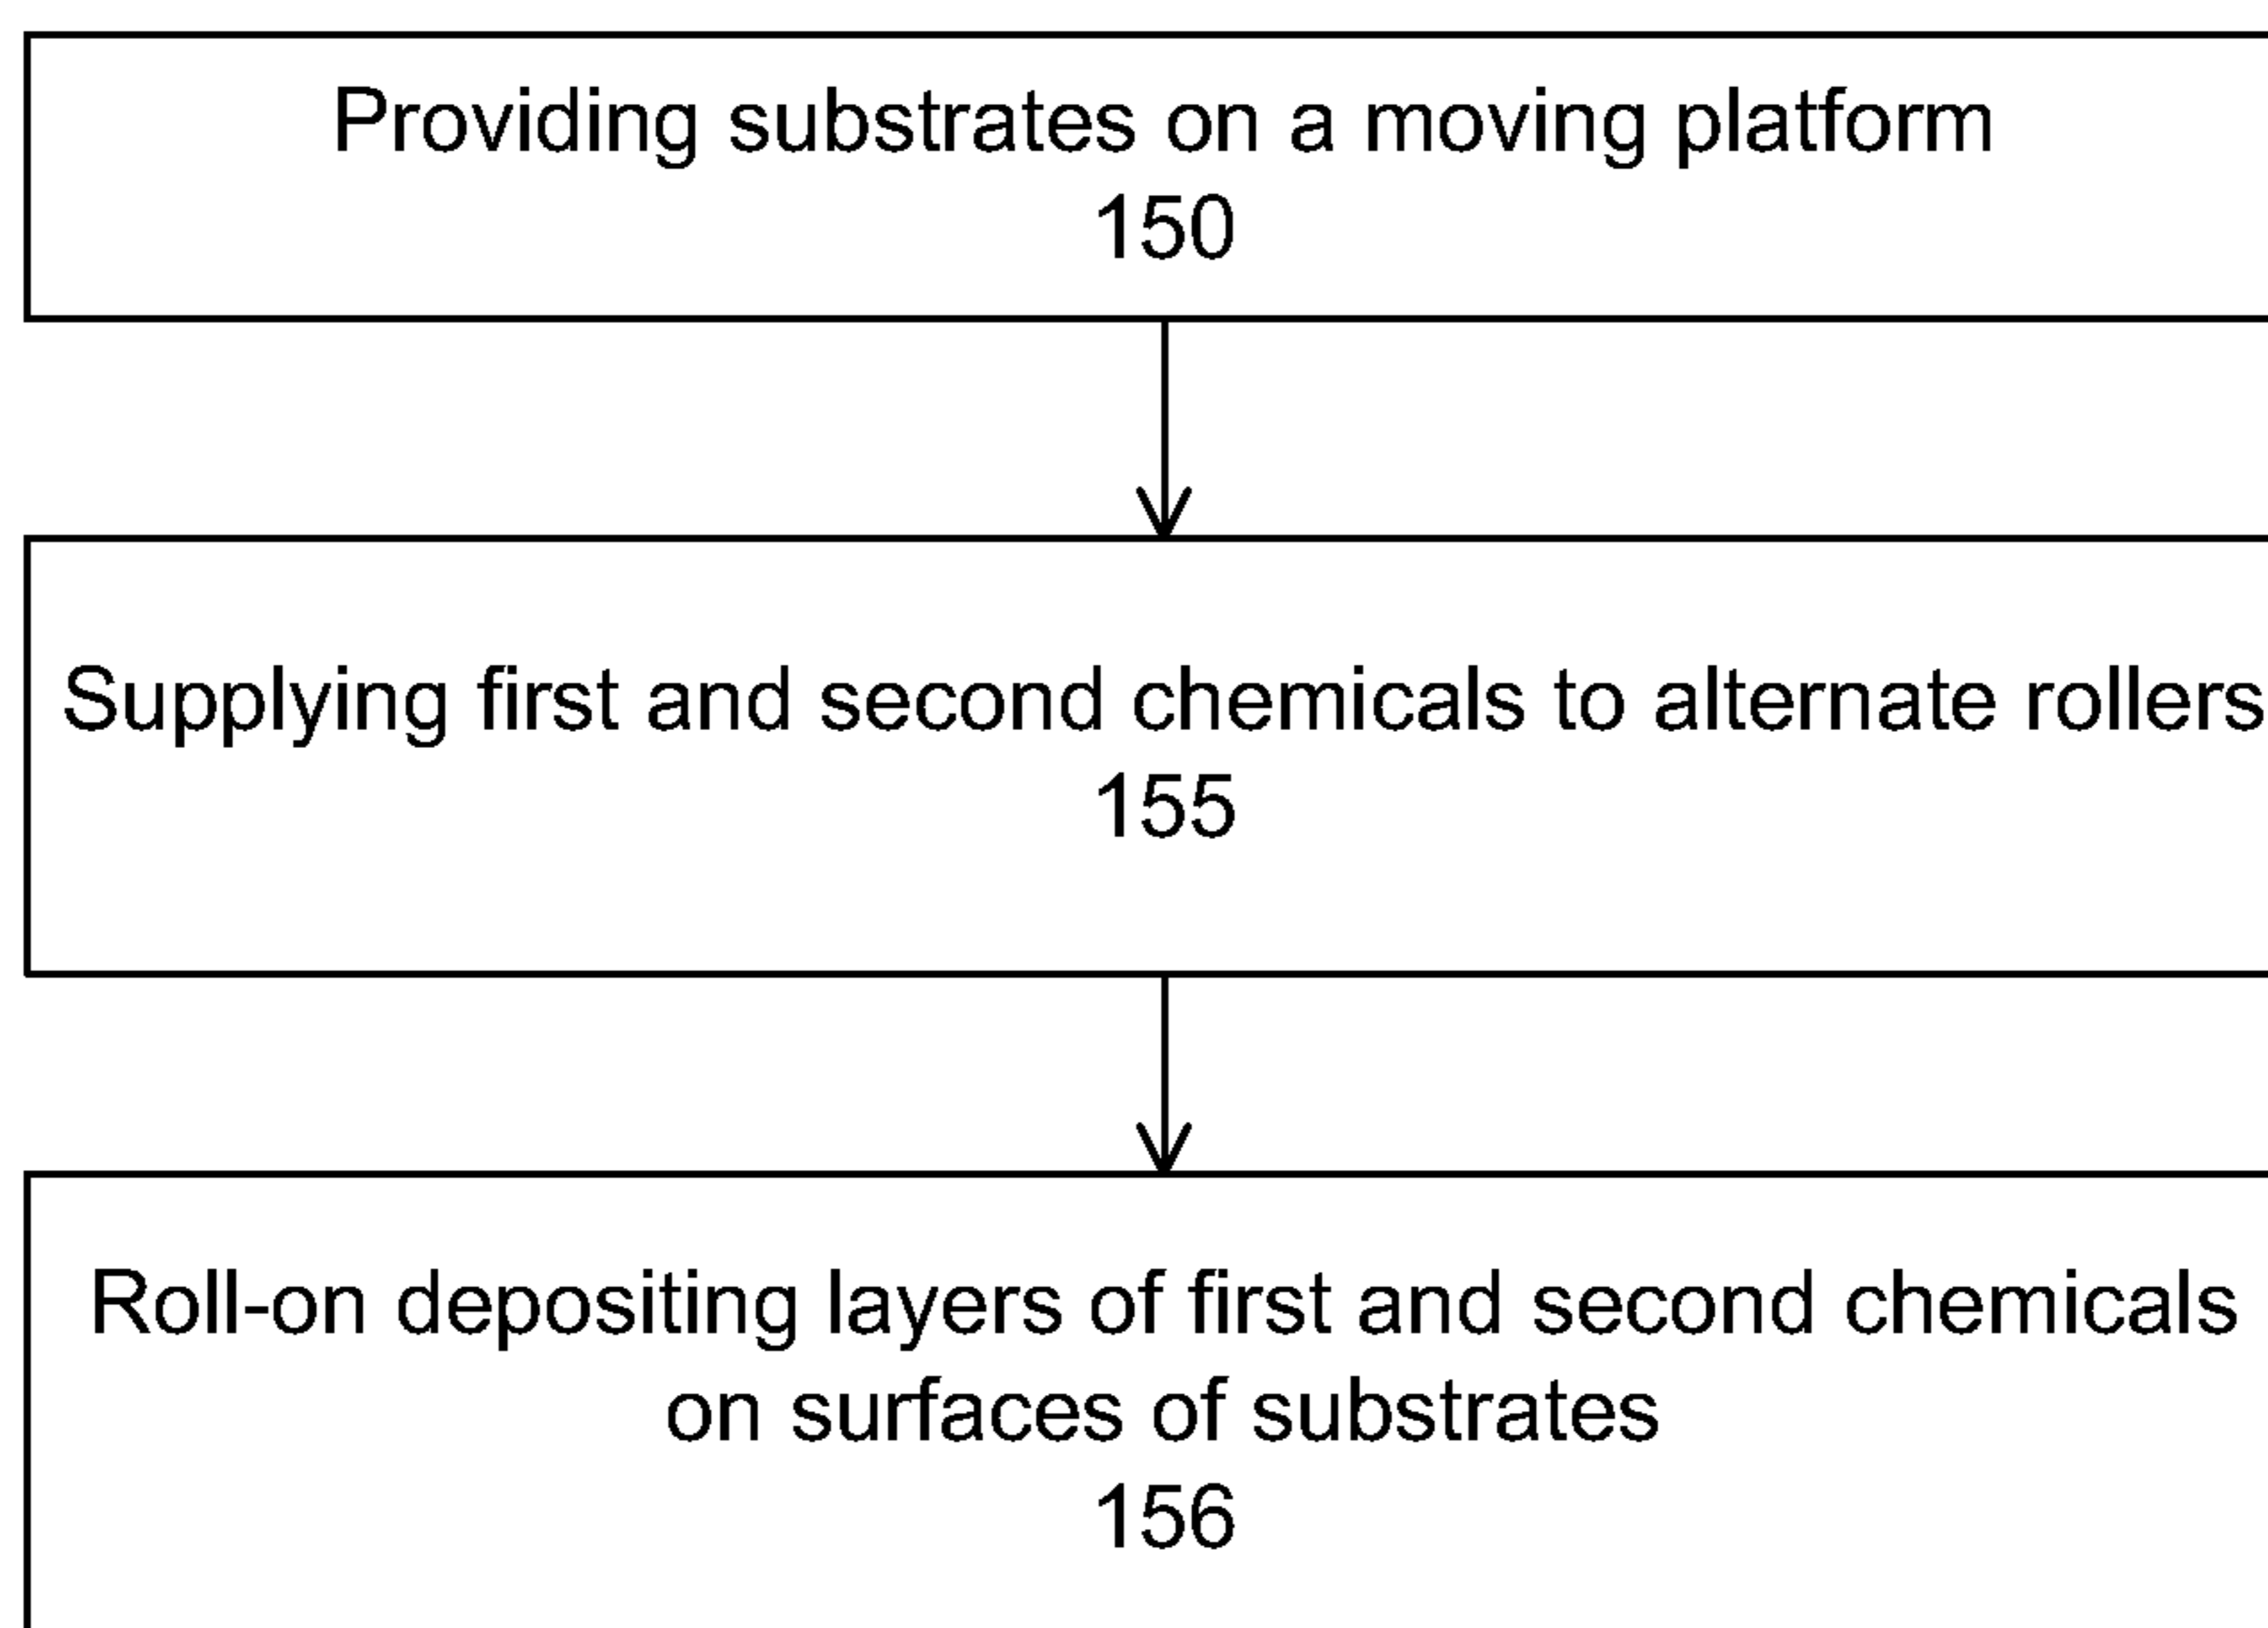 Providing substrates on a moving platform
150
Supplying first and second chemicals to alternate rollers
155
Roll-on depositing layers of first and second chemicals
on surfaces of substrates
156